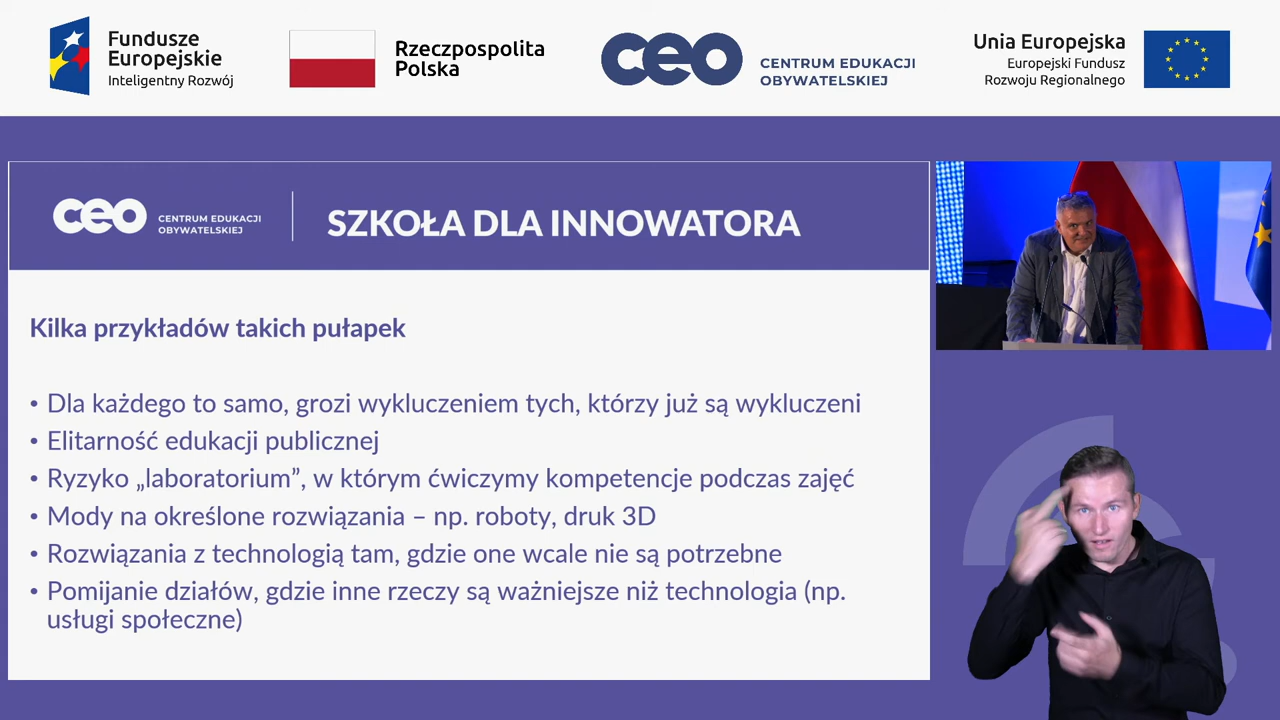 Fundusze
Europejskie
Inteligentny Rozwój
Rzeczpospolita
Polska
ceo
CENTRUM EDUKACJI
OBYWATELSKIEJ
Unia Europejska
Europejski Fundusz
Rozwoju Regionalnego
ceo
CENTRUM EDUKACJI
OBYWATELSKIEJ
SZKOŁA DLA INNOWATORA
Kilka przykładów takich pułapek
• Dla każdego to samo, grozi wykluczeniem tych, którzy już są wykluczeni
• Elitarność edukacji publicznej
• Ryzyko „laboratorium”, w którym ćwiczymy kompetencje podczas zajęć
• Mody na określone rozwiązania – np. roboty, druk 3D
• Rozwiązania z technologią tam, gdzie one wcale nie są potrzebne
• Pomijanie działów, gdzie inne rzeczy są ważniejsze niż technologia (np.
usługi społeczne)